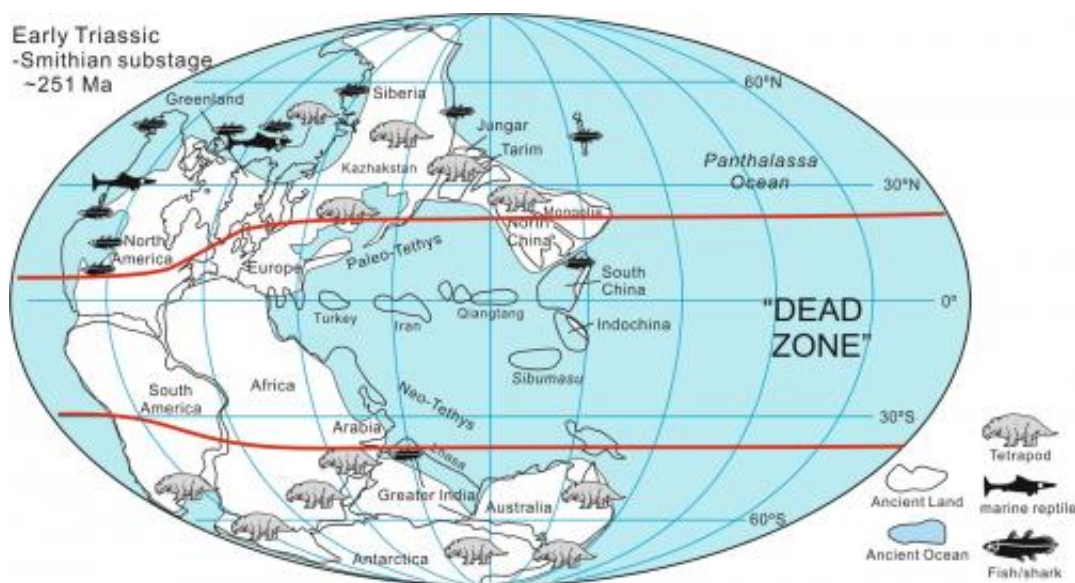 Early Triassic
-Smithian substage
~251 Ma
Greenland
Siberia
60°N
Jungar
Tarim
Panthalassa
Ocean
Kazhakstan
30°N
Mongolia
North
China
North
America
Paleo-Tethys
Europe
South
China
Turkey
Iran
Qiangtang
0°
Indochina
"DEAD
ZONE"
Sibumasu
Africa
South
America
Neo-Tethys
30°S
Arabia
Lhasa
Tetrapod
Greater India
Australia
Ancient Land
marine reptile
60°S
Antarctica
Ancient Ocean
Fish/shark